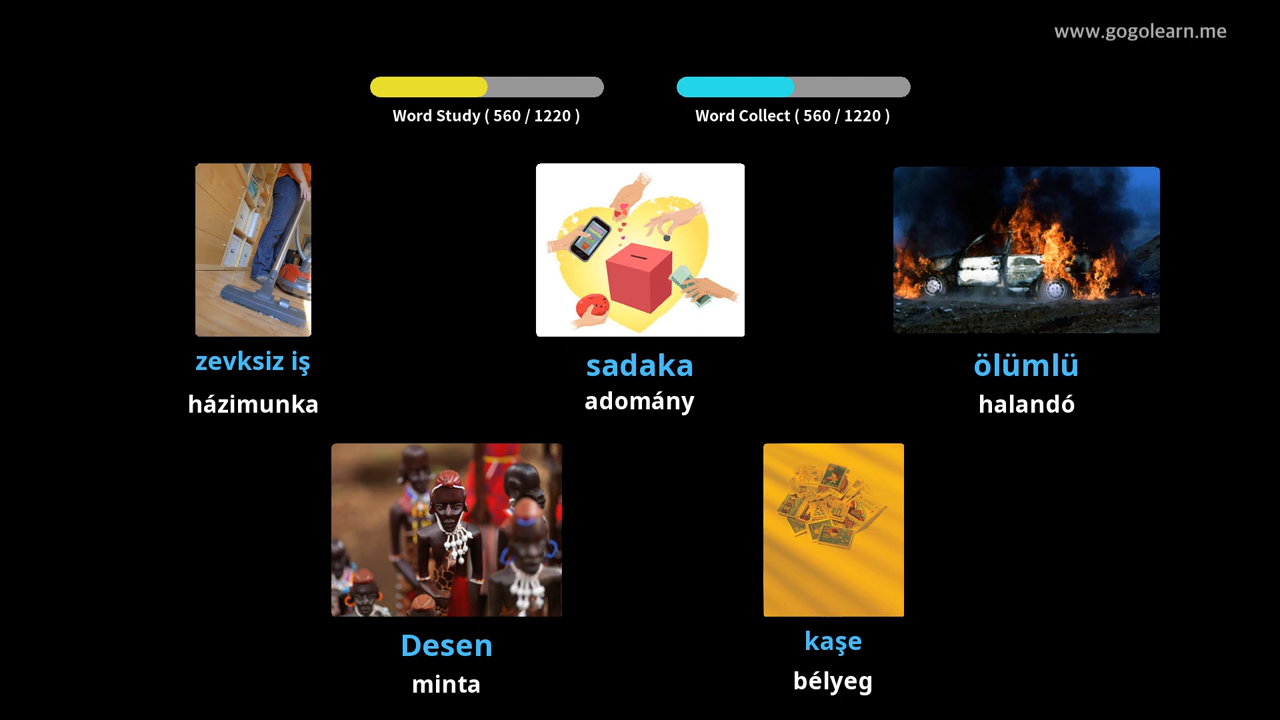 www.gogolearn.me
Word Study ( 560 / 1220 )
Word Collect ( 560 / 1220 )
zevksiz iş
házimunka
sadaka
adomány
ölümlü
halandó
Desen
minta
kaşe
bélyeg